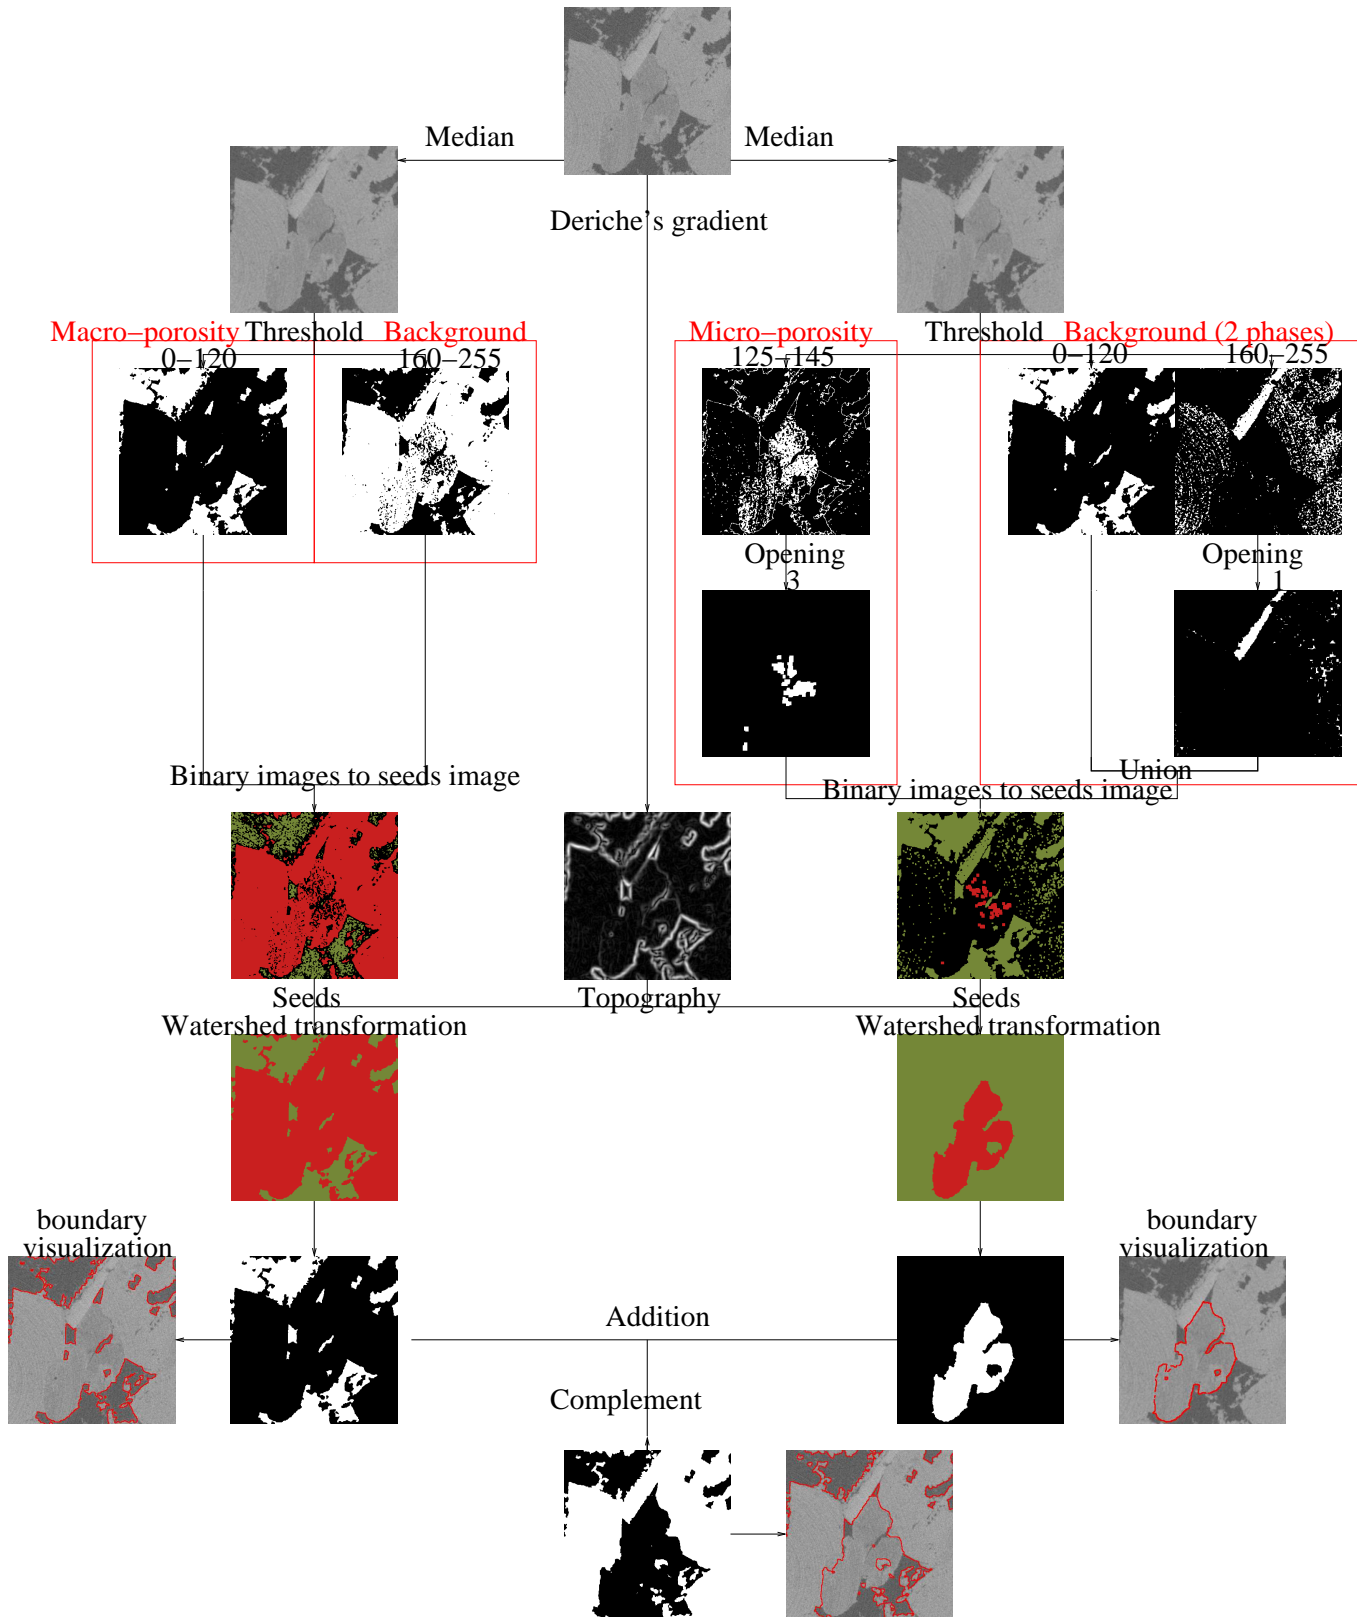 Median
Median
Deriche's gradient
Macro–porosity Threshold Background
0–120 160–255
Micro–porosity Threshold Background (2 phases)
125–145 0–120 160–255
Opening
3
Opening
1
Union
Binary images to seeds image
Binary images to seeds image
Seeds Topography Seeds
Watershed transformation
Watershed transformation
boundary
visualization
boundary
visualization
Addition
Complement